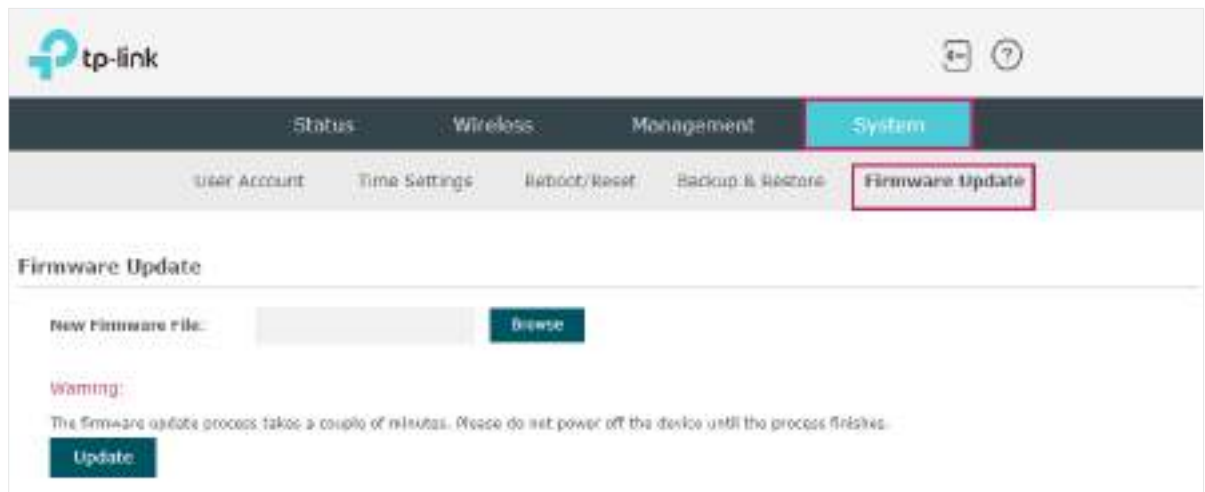 tp-link
Status Wireless Management System
User Account Time Settings Reboot/Reset Backup & Restore Firmware Update
Firmware Update
New Firmware File: Browse
Warning:
The firmware update process takes a couple of minutes. Please do not power off the device until the process finishes.
Update